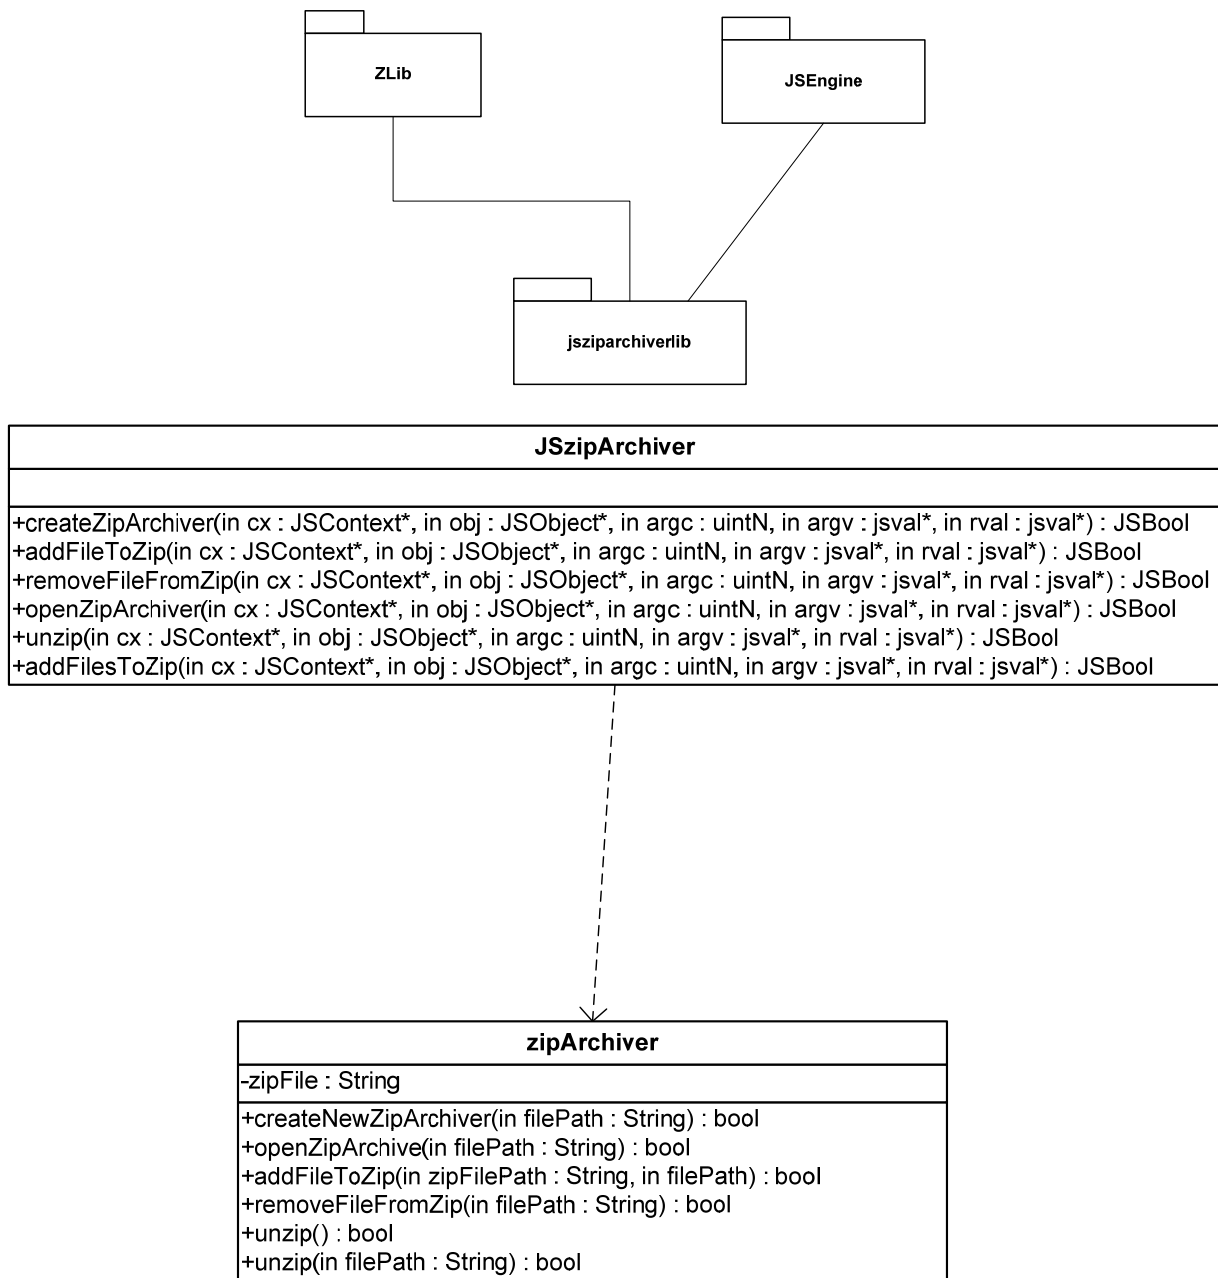 ZLib
JSEngine
jsziparchiverlib
JSzipArchiver
+createZipArchiver(in cx : JSContext*, in obj : JSObject*, in argc : uintN, in argv : jsval*, in rval : jsval*) : JSBool
+addFileToZip(in cx : JSContext*, in obj : JSObject*, in argc : uintN, in argv : jsval*, in rval : jsval*) : JSBool
+removeFileFromZip(in cx : JSContext*, in obj : JSObject*, in argc : uintN, in argv : jsval*, in rval : jsval*) : JSBool
+openZipArchiver(in cx : JSContext*, in obj : JSObject*, in argc : uintN, in argv : jsval*, in rval : jsval*) : JSBool
+unzip(in cx : JSContext*, in obj : JSObject*, in argc : uintN, in argv : jsval*, in rval : jsval*) : JSBool
+addFilesToZip(in cx : JSContext*, in obj : JSObject*, in argc : uintN, in argv : jsval*, in rval : jsval*) : JSBool
zipArchiver
-zipFile : String
+createNewZipArchiver(in filePath : String) : bool
+openZipArchive(in filePath : String) : bool
+addFileToZip(in zipFilePath : String, in filePath) : bool
+removeFileFromZip(in filePath : String) : bool
+unzip() : bool
+unzip(in filePath : String) : bool